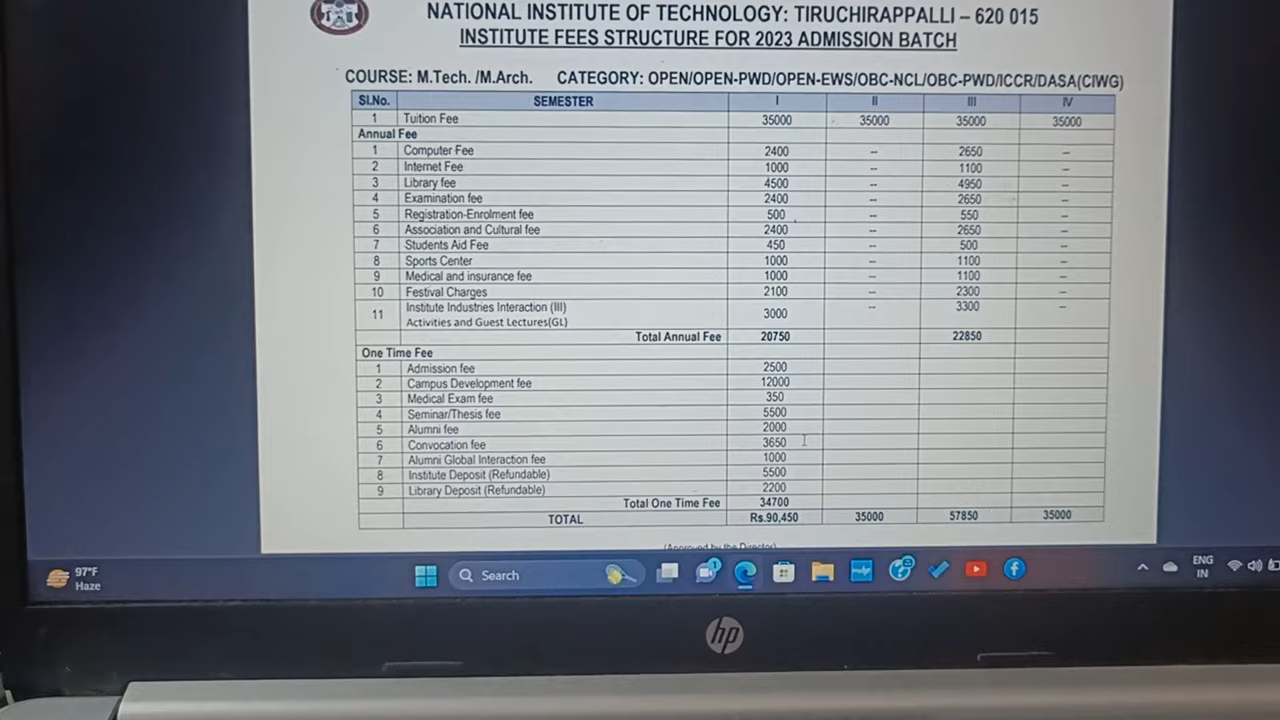 NATIONAL INSTITUTE OF TECHNOLOGY: TIRUCHIRAPPALLI – 620 015
INSTITUTE FEES STRUCTURE FOR 2023 ADMISSION BATCH
COURSE: M.Tech. /M.Arch. CATEGORY: OPEN/OPEN-PWD/OPEN-EWS/OBC-NCL/OBC-PWD/ICCR/DASA(CIWG)
Sl.No. SEMESTER I II III IV
1 Tuition Fee 35000 35000 35000 35000
Annual Fee
1 Computer Fee 2400 -- 2650 --
2 Internet Fee 1000 -- 1100 --
3 Library fee 4500 -- 4950 --
4 Examination fee 2400 -- 2650 --
5 Registration-Enrolment fee 500 -- 550 --
6 Association and Cultural fee 2400 -- 2650 --
7 Students Aid Fee 450 -- 500 --
8 Sports Center 1000 -- 1100 --
9 Medical and insurance fee 1000 -- 1100 --
10 Festival Charges 2100 -- 2300 --
11 Institute Industries Interaction (III) 3000 -- 3300 --
Activities and Guest Lectures(GL)
Total Annual Fee 20750 22850
One Time Fee
1 Admission fee 2500
2 Campus Development fee 12000
3 Medical Exam fee 350
4 Seminar/Thesis fee 5500
5 Alumni fee 2000
6 Convocation fee 3650
7 Alumni Global Interaction fee 1000
8 Institute Deposit (Refundable) 5500
9 Library Deposit (Refundable) 2200
Total One Time Fee 34700
TOTAL Rs.90,450 35000 57850 35000
(Approved by the Director)
97°F
Haze
Search
ENG
IN
hp